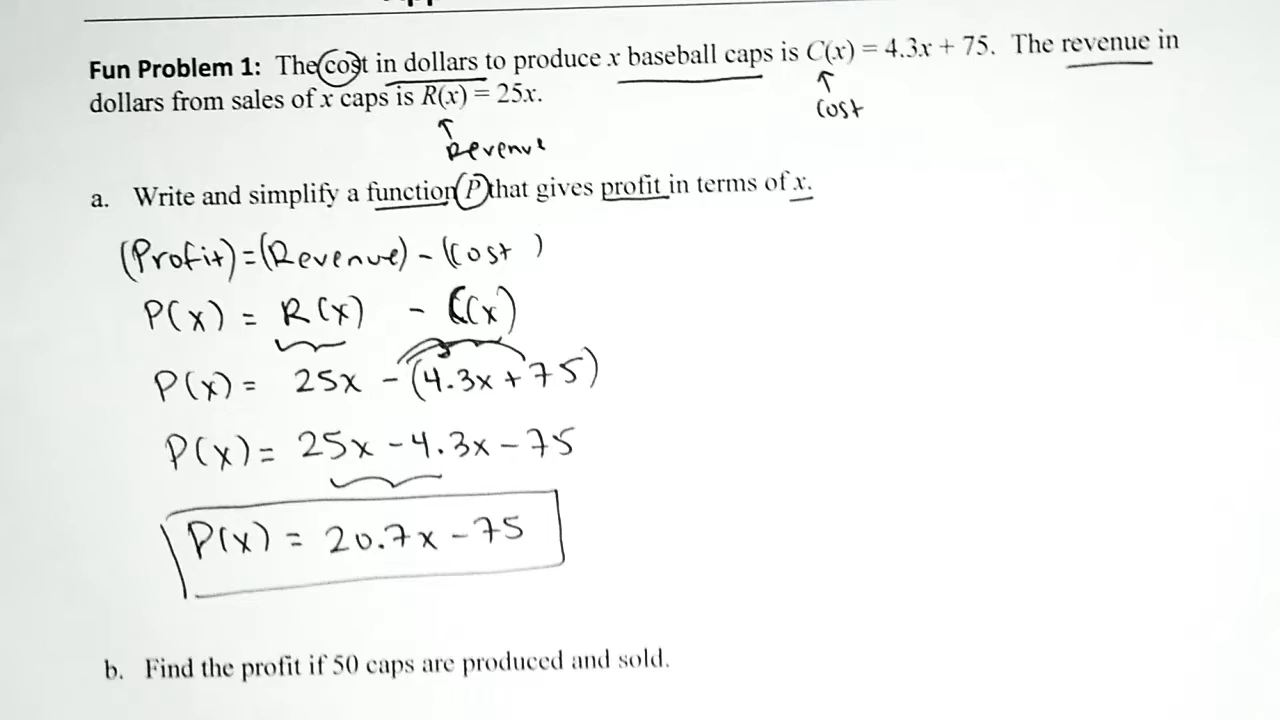 Fun Problem 1: The cost in dollars to produce x baseball caps is C(x) = 4.3x + 75. The revenue in
dollars from sales of x caps is R(x) = 25x.
Cost
Revenue
a. Write and simplify a function P that gives profit in terms of x.
(Profit) = (Revenue) - (Cost)
P(x) = R(x) - C(x)
P(x) = 25x - (4.3x + 75)
P(x) = 25x - 4.3x - 75
P(x) = 20.7x - 75
b. Find the profit if 50 caps are produced and sold.